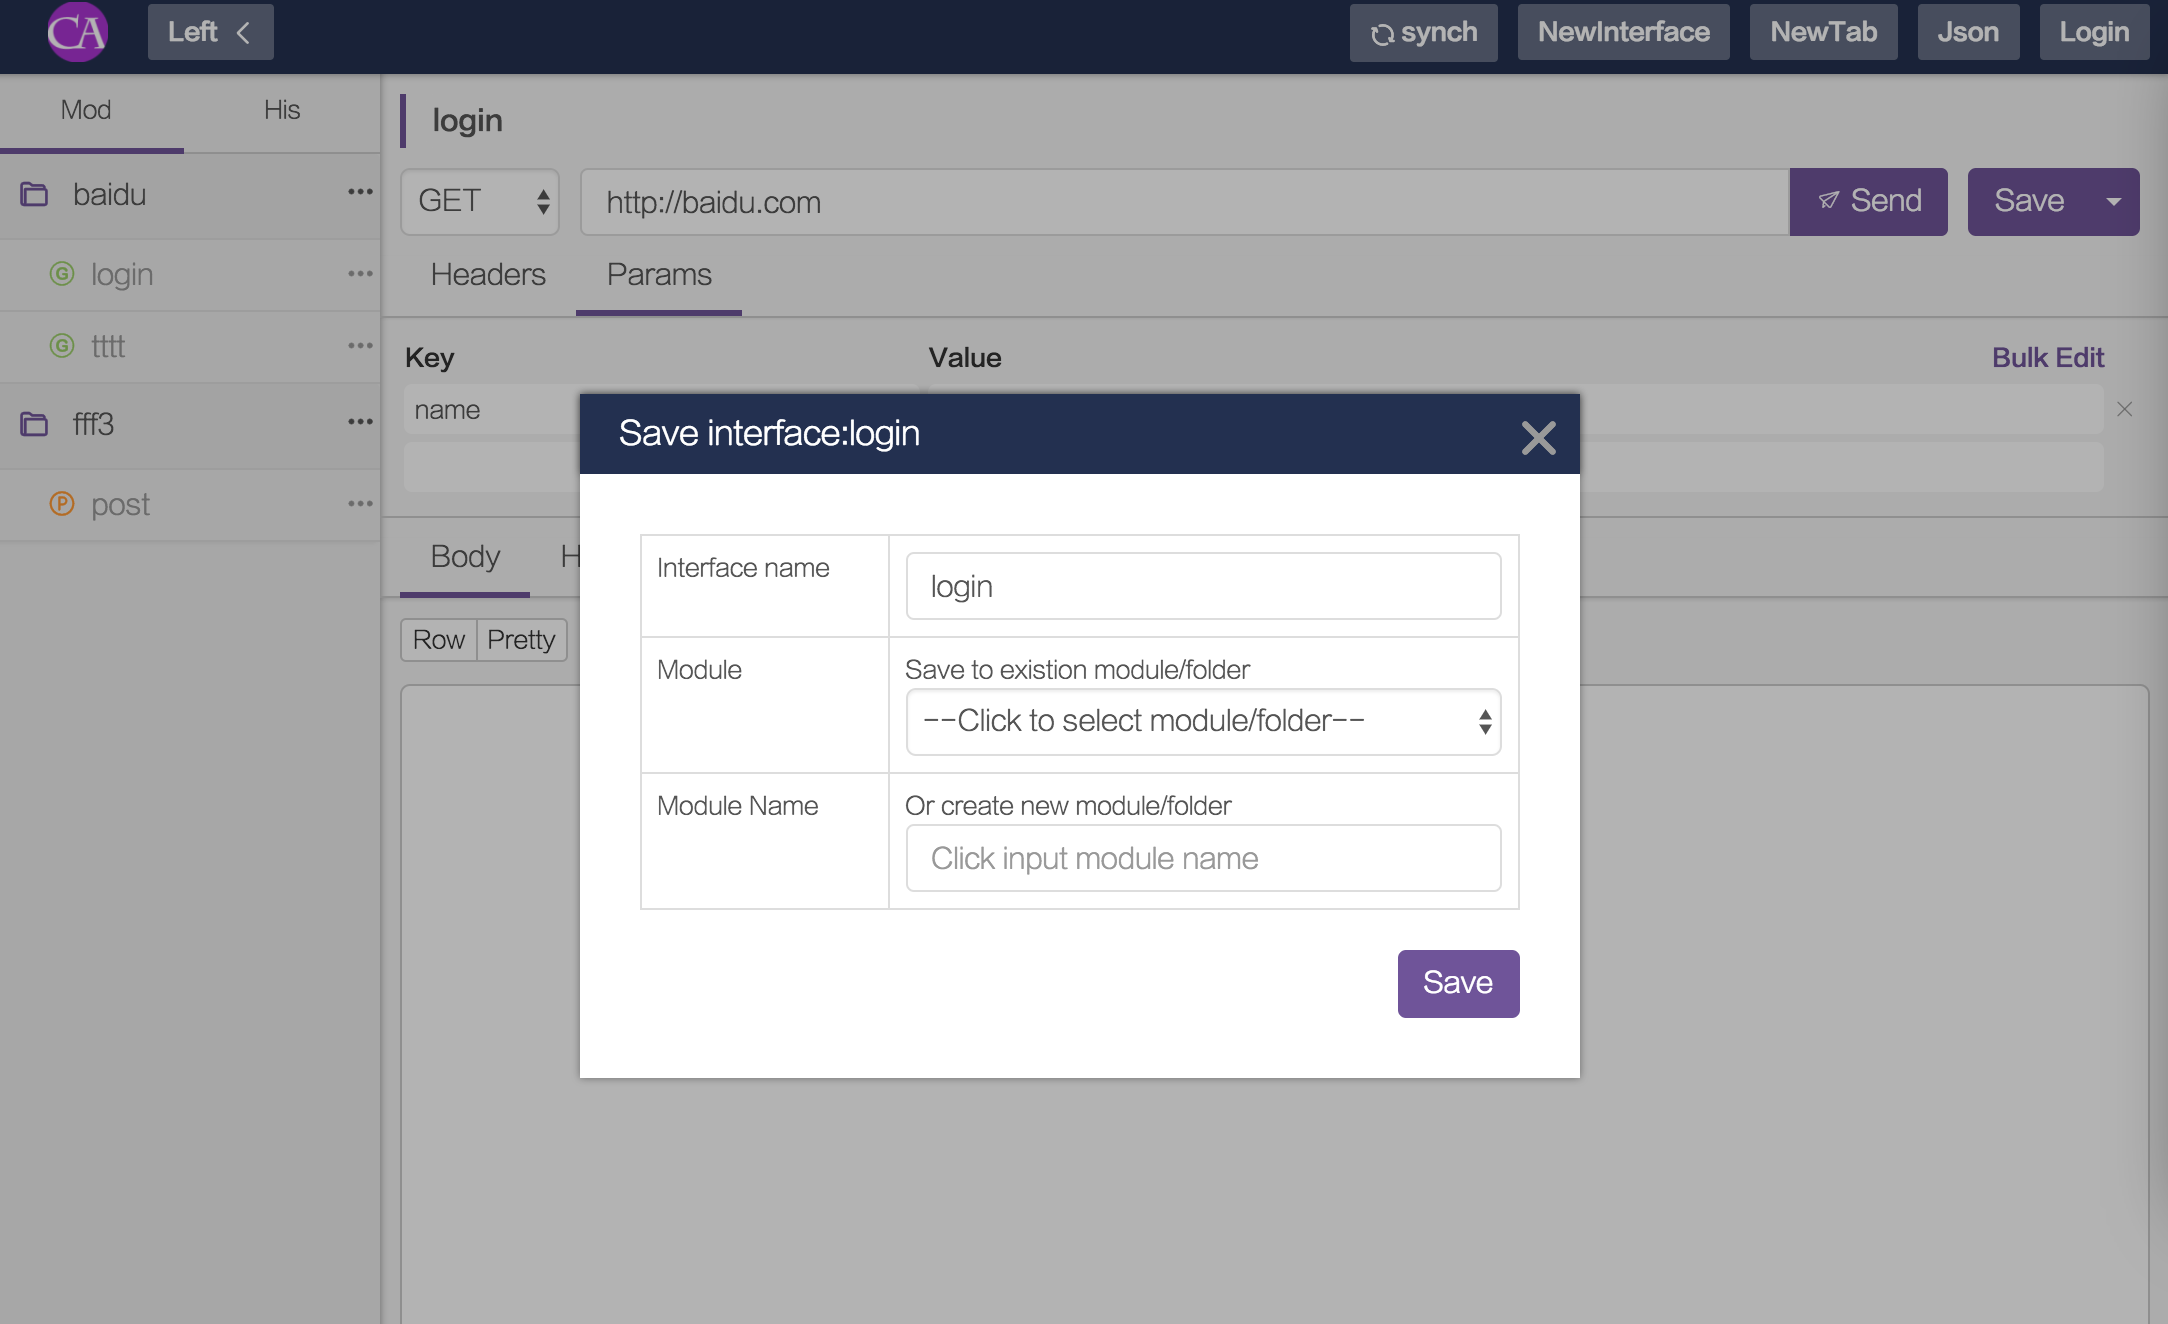 CA
Left
synch
NewInterface
NewTab
Json
Login
Mod
His
baidu
G login
G tttt
fff3
P post
login
GET
http://baidu.com
Send
Save
Headers
Params
Key
Value
Bulk Edit
name
Body
H
Row
Pretty
Save interface:login
Interface name
login
Module
Save to existion module/folder
--Click to select module/folder--
Module Name
Or create new module/folder
Click input module name
Save